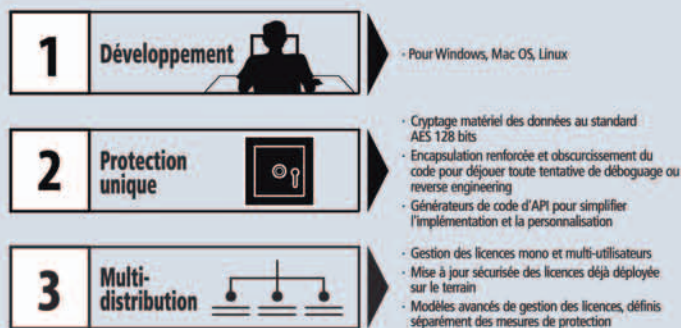 1
Développement
· Pour Windows, Mac OS, Linux
2
Protection
unique
· Cryptage matériel des données au standard
AES 128 bits
· Encapsulation renforcée et obscurcissement du
code pour déjouer toute tentative de déboguage ou
reverse engineering
· Générateurs de code d'API pour simplifier
l'implémentation et la personnalisation
3
Multi-
distribution
· Gestion des licences mono et multi-utilisateurs
· Mise à jour sécurisée des licences déjà déployée
sur le terrain
· Modèles avancés de gestion des licences, définis
séparément des mesures de protection